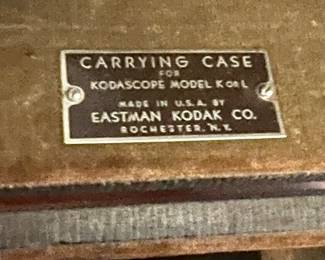 CARRYING CASE
FOR
KODASCOPE MODEL K OR L
MADE IN U.S.A. BY
EASTMAN KODAK CO.
ROCHESTER, N.Y.